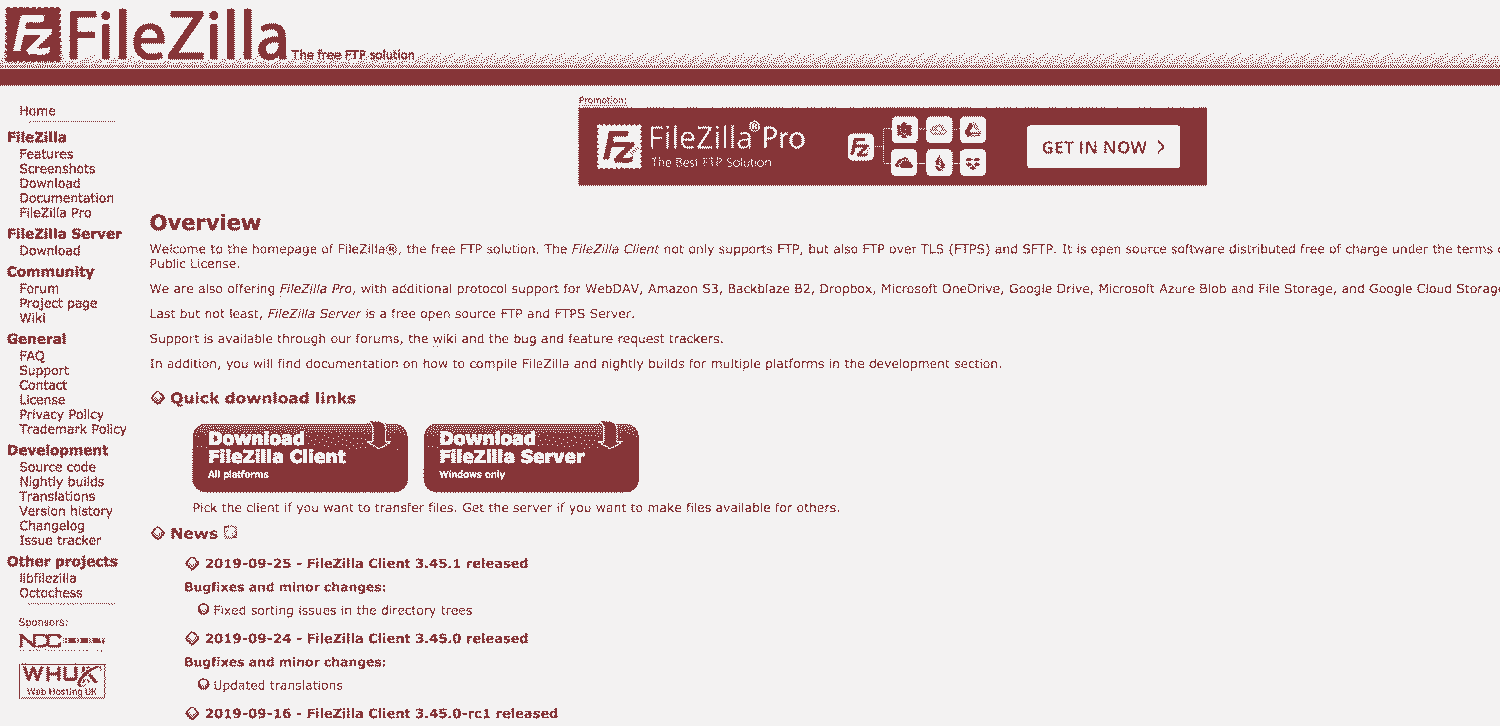 FileZilla The free FTP solution
Home
FileZilla
Features
Screenshots
Download
Documentation
FileZilla Pro
FileZilla Server
Download
Community
Forum
Project page
Wiki
General
FAQ
Support
Contact
License
Privacy Policy
Trademark Policy
Development
Source code
Nightly builds
Translations
Version history
Changelog
Issue tracker
Other projects
libfilezilla
Octochess
Sponsors:
WHUK
Web Hosting UK
Promotion:
Fz FileZilla® Pro
The Best FTP Solution
Fz
GET IN NOW >
Overview
Welcome to the homepage of FileZilla®, the free FTP solution. The FileZilla Client not only supports FTP, but also FTP over TLS (FTPS) and SFTP. It is open source software distributed free of charge under the terms
Public License.
We are also offering FileZilla Pro, with additional protocol support for WebDAV, Amazon S3, Backblaze B2, Dropbox, Microsoft OneDrive, Google Drive, Microsoft Azure Blob and File Storage, and Google Cloud Storag
Last but not least, FileZilla Server is a free open source FTP and FTPS Server.
Support is available through our forums, the wiki and the bug and feature request trackers.
In addition, you will find documentation on how to compile FileZilla and nightly builds for multiple platforms in the development section.
Quick download links
Download
FileZilla Client
All platforms
Download
FileZilla Server
Windows only
Pick the client if you want to transfer files. Get the server if you want to make files available for others.
News
2019-09-25 - FileZilla Client 3.45.1 released
Bugfixes and minor changes:
Fixed sorting issues in the directory trees
2019-09-24 - FileZilla Client 3.45.0 released
Bugfixes and minor changes:
Updated translations
2019-09-16 - FileZilla Client 3.45.0-rc1 released